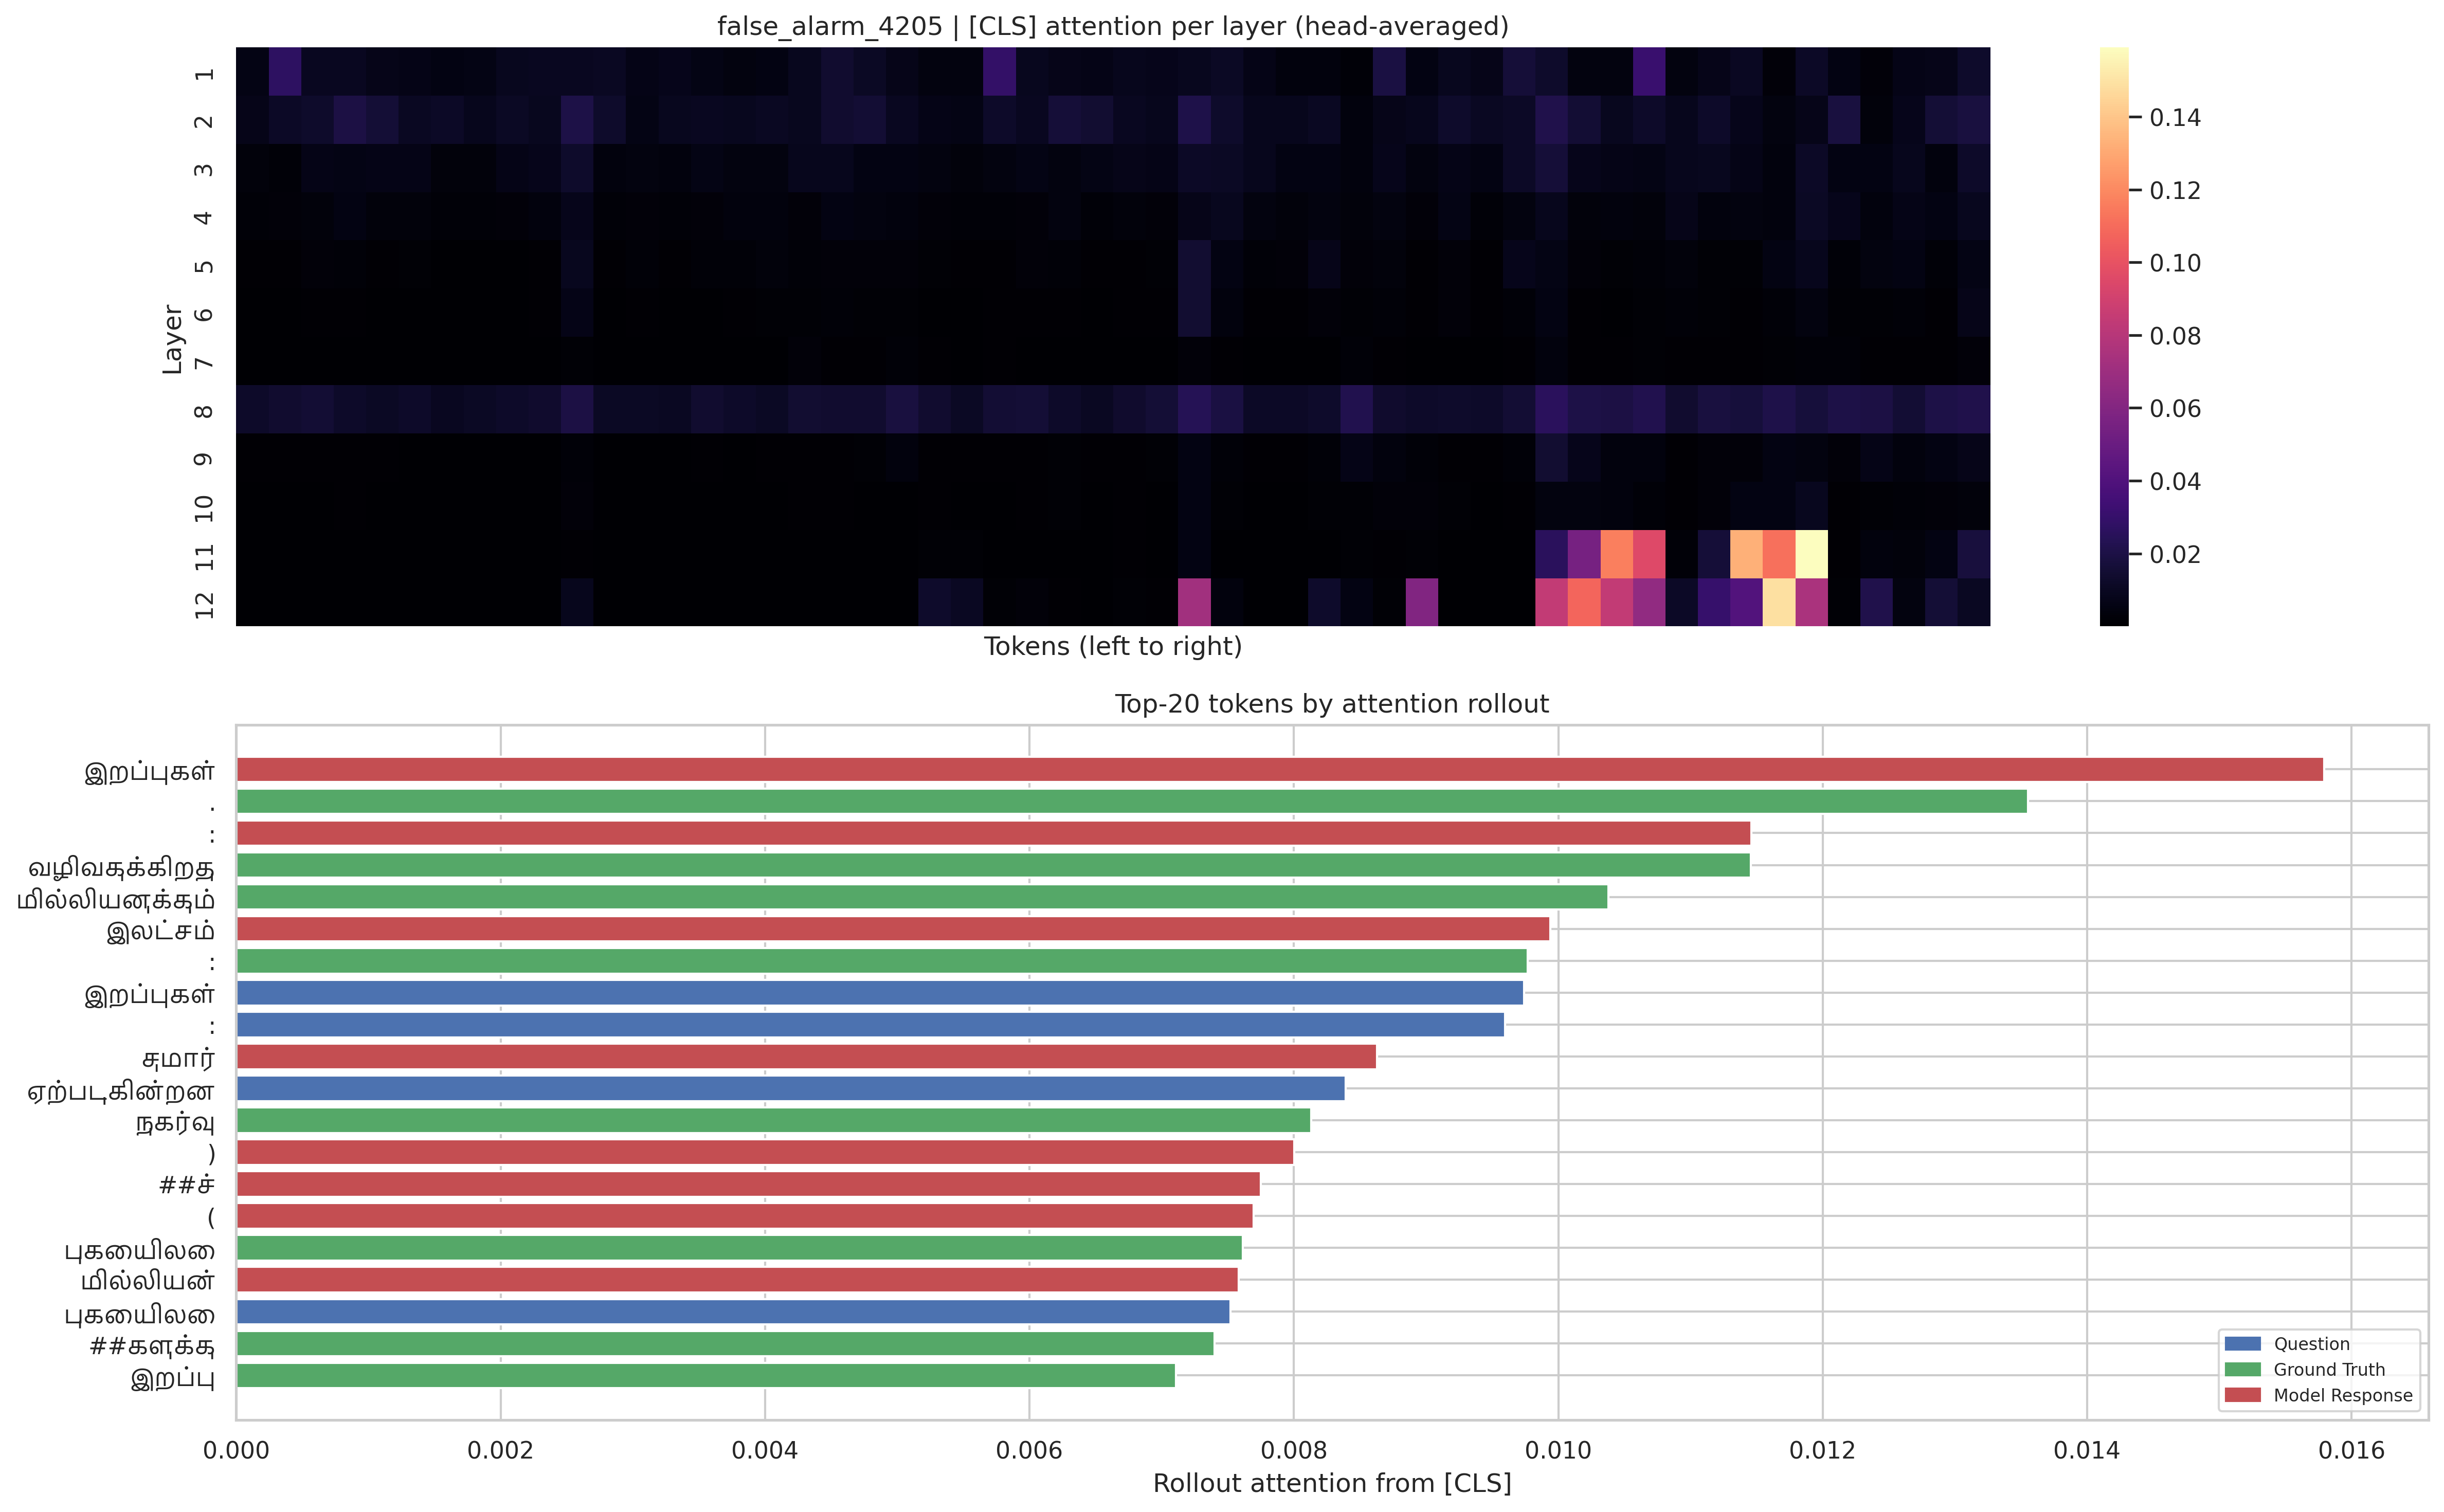 false_alarm_4205 | [CLS] attention per layer (head-averaged)
Layer
1
2
3
4
5
6
7
8
9
10
11
12
Tokens (left to right)
0.14
0.12
0.10
0.08
0.06
0.04
0.02
Top-20 tokens by attention rollout
இறப்புகள்
.
:
வழிவகுக்கிறது
மில்லியனுக்கும்
இலட்சம்
:
இறப்புகள்
:
சுமார்
ஏற்படுகின்றன
நுகர்வு
)
##ச்
(
புகையிலை
மில்லியன்
புகையிலை
##களுக்கு
இறப்பு
Question
Ground Truth
Model Response
0.000 0.002 0.004 0.006 0.008 0.010 0.012 0.014 0.016
Rollout attention from [CLS]